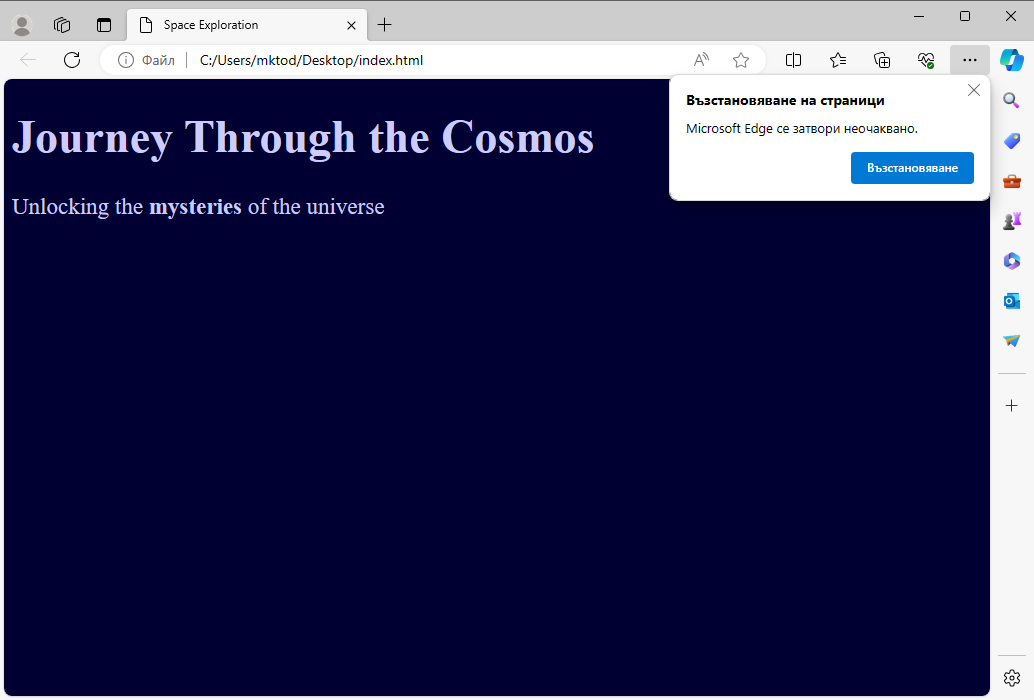 Space Exploration
Файл
C:/Users/mktod/Desktop/index.html
Възстановяване на страници
Microsoft Edge се затвори неочаквано.
Възстановяване
Journey Through the Cosmos
Unlocking the mysteries of the universe